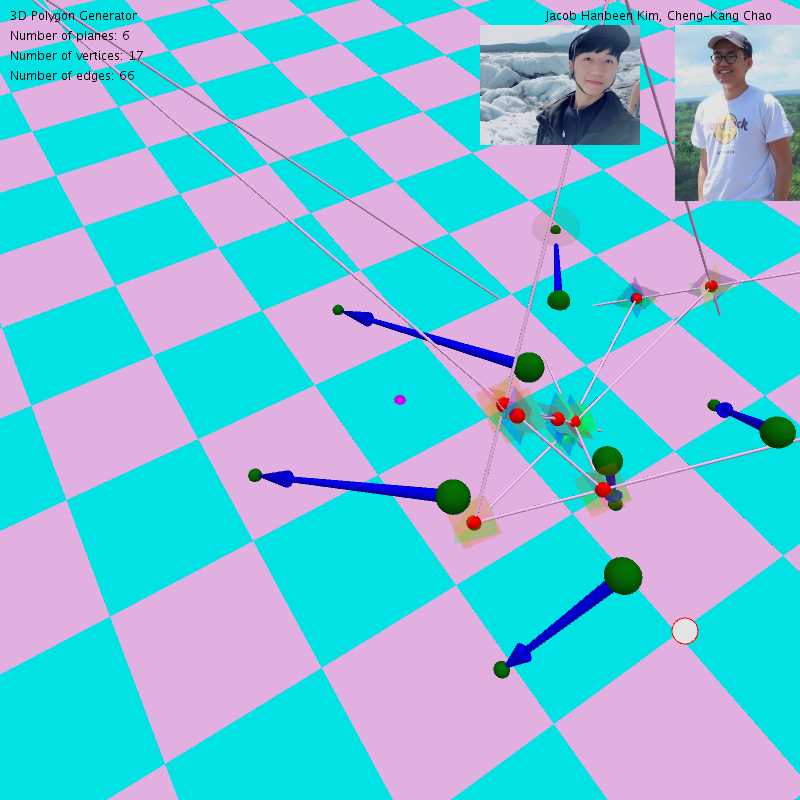 3D Polygon Generator
Jacob Hanbeen Kim, Cheng-Kang Chao
Number of planes: 6
Number of vertices: 17
Number of edges: 66